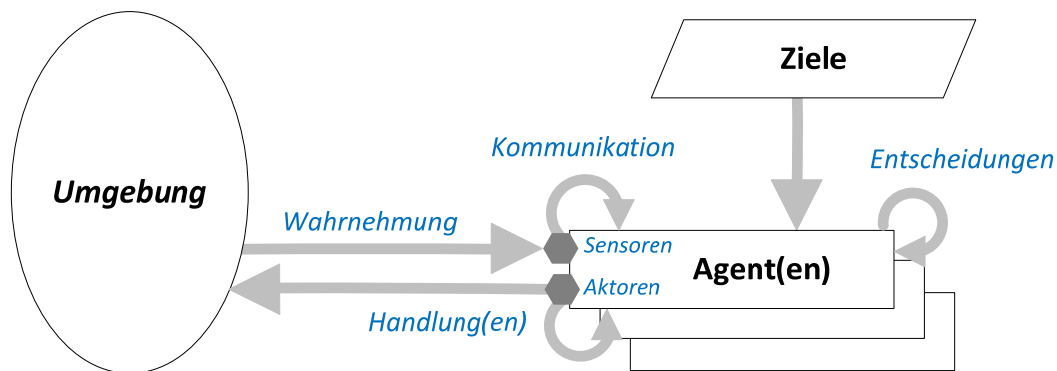 Ziele
Kommunikation
Entscheidungen
Umgebung
Wahrnehmung
Sensoren
Agent(en)
Aktoren
Handlung(en)